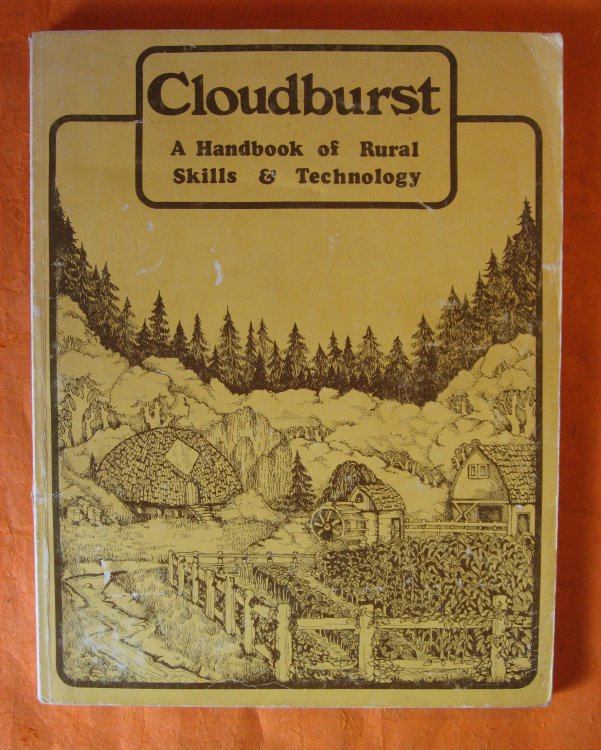 Cloudburst
A Handbook of Rural
Skills & Technology